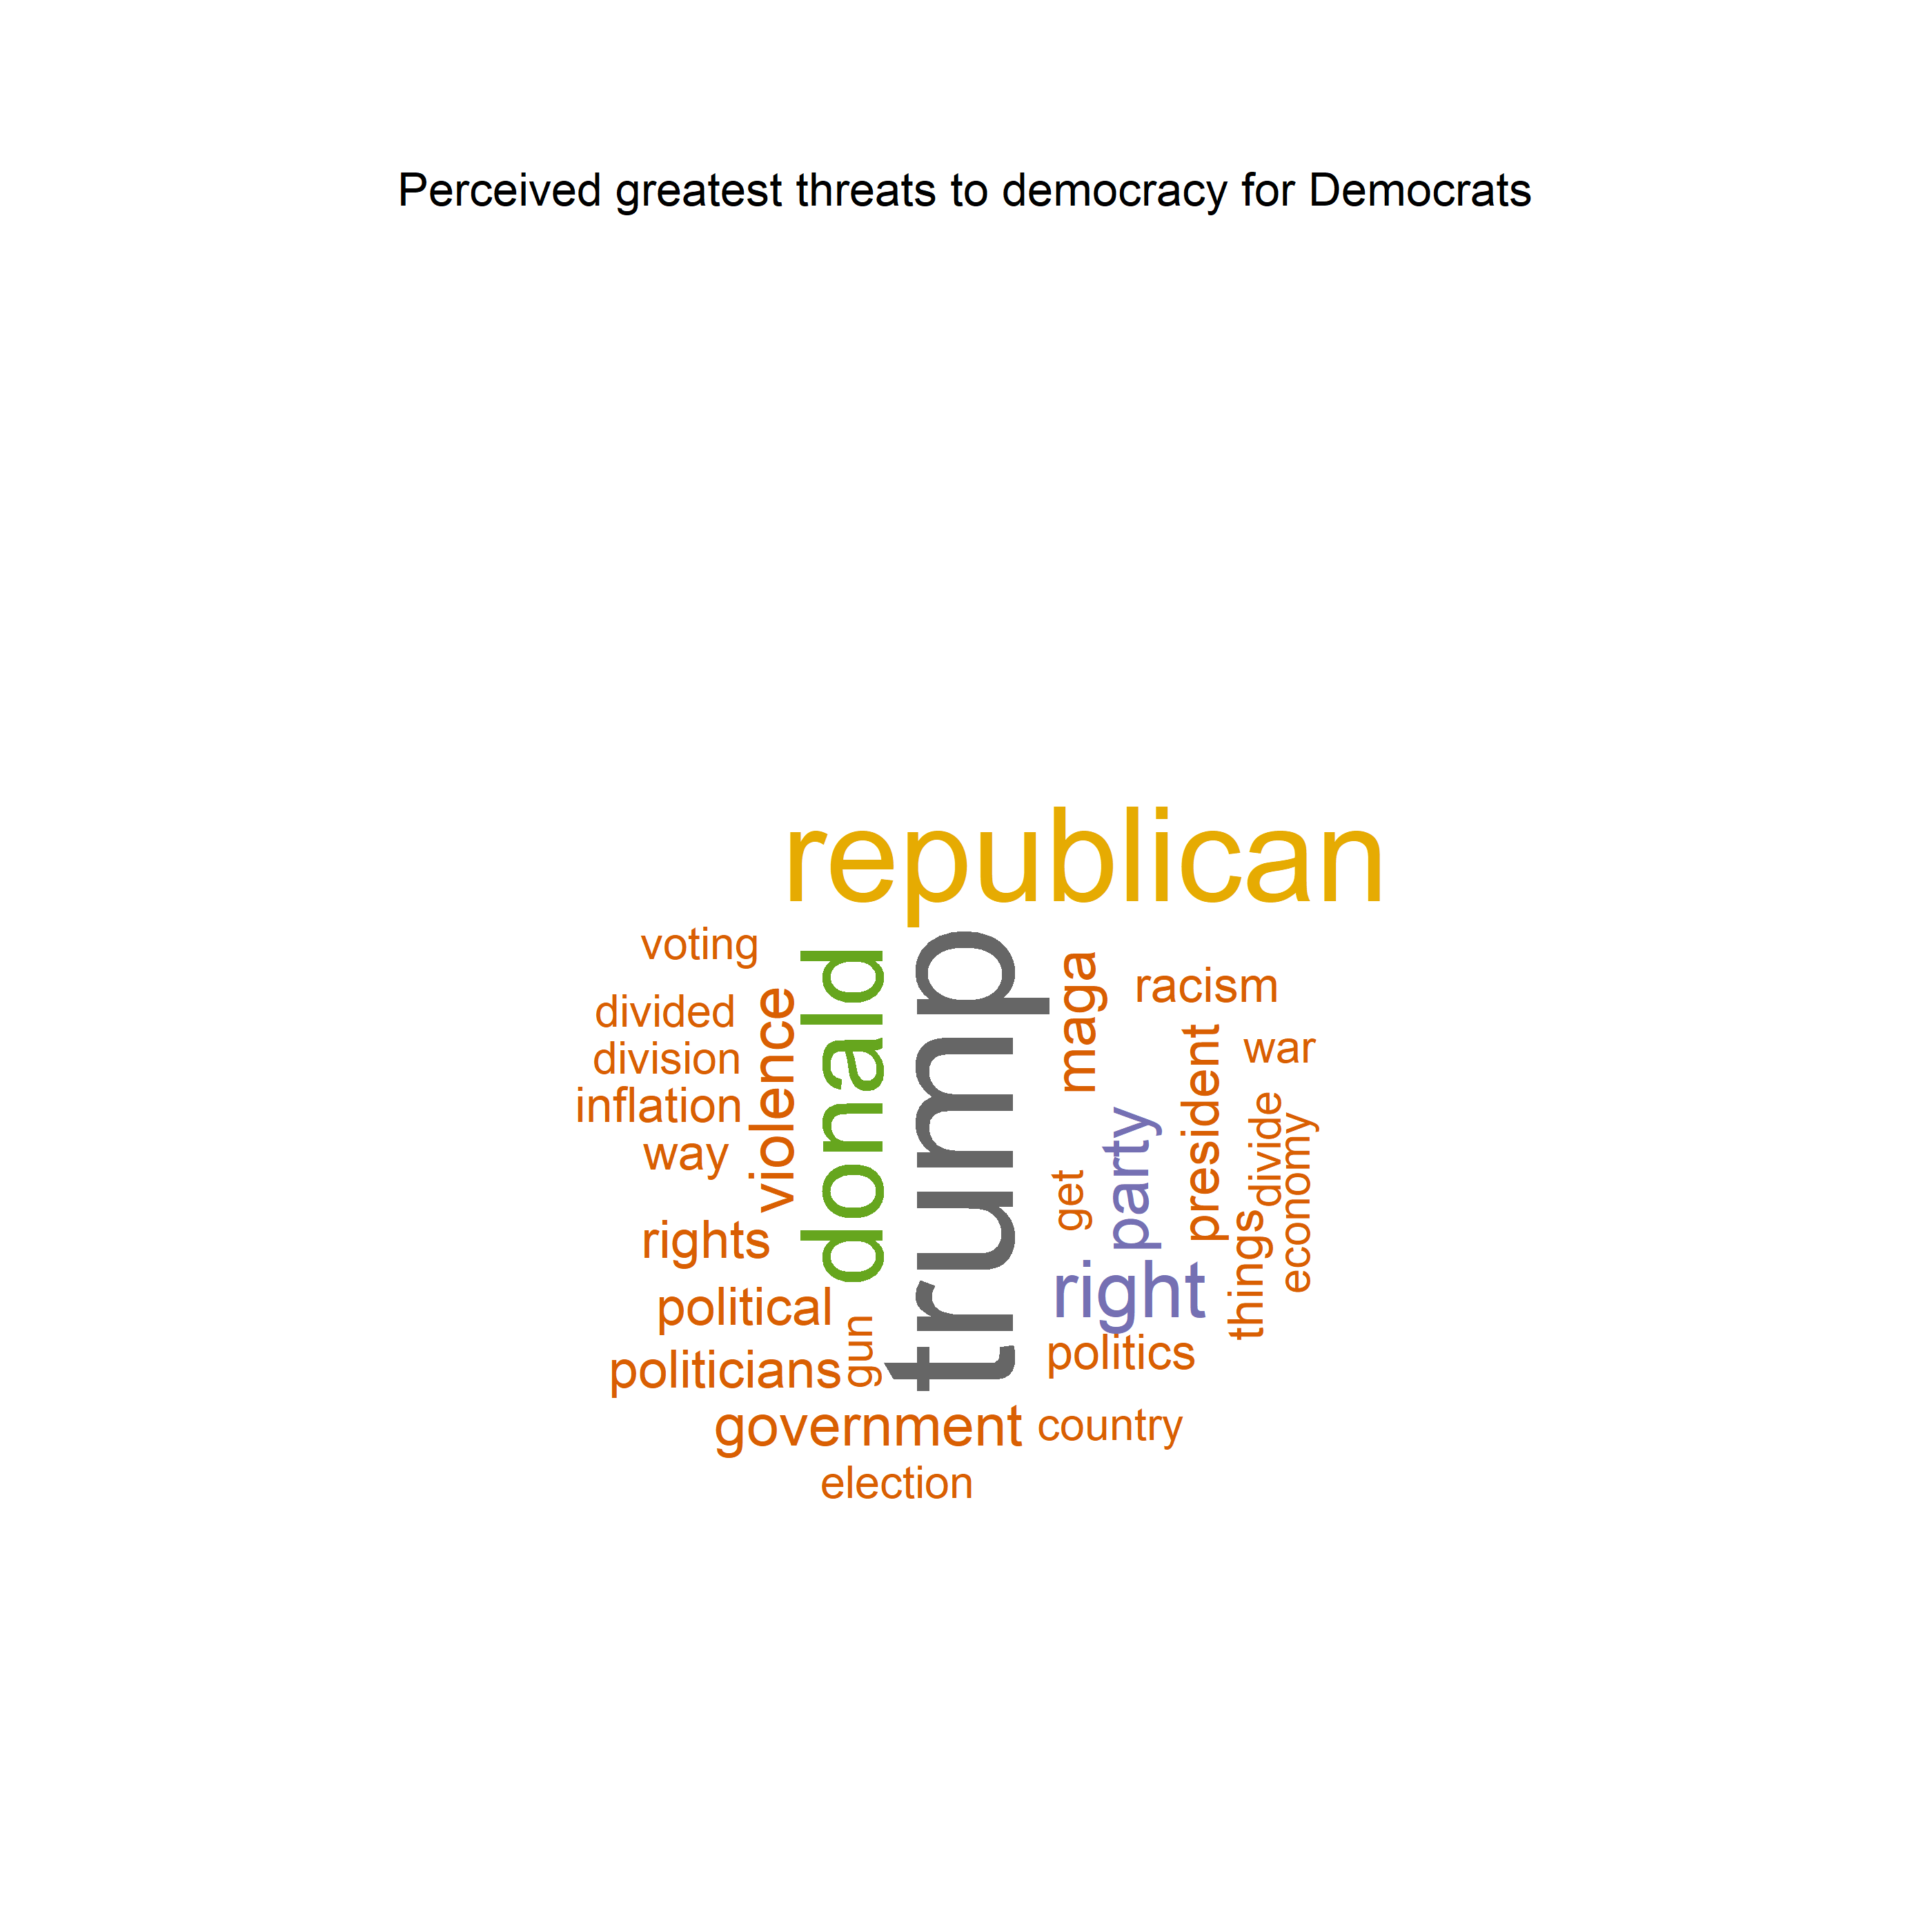 Perceived greatest threats to democracy for Democrats
republican
trump
donald
voting
divided
division
inflation
way
violence
rights
political
politicians
gun
government
country
election
maga
racism
war
president
party
get
divide
economy
things
right
politics